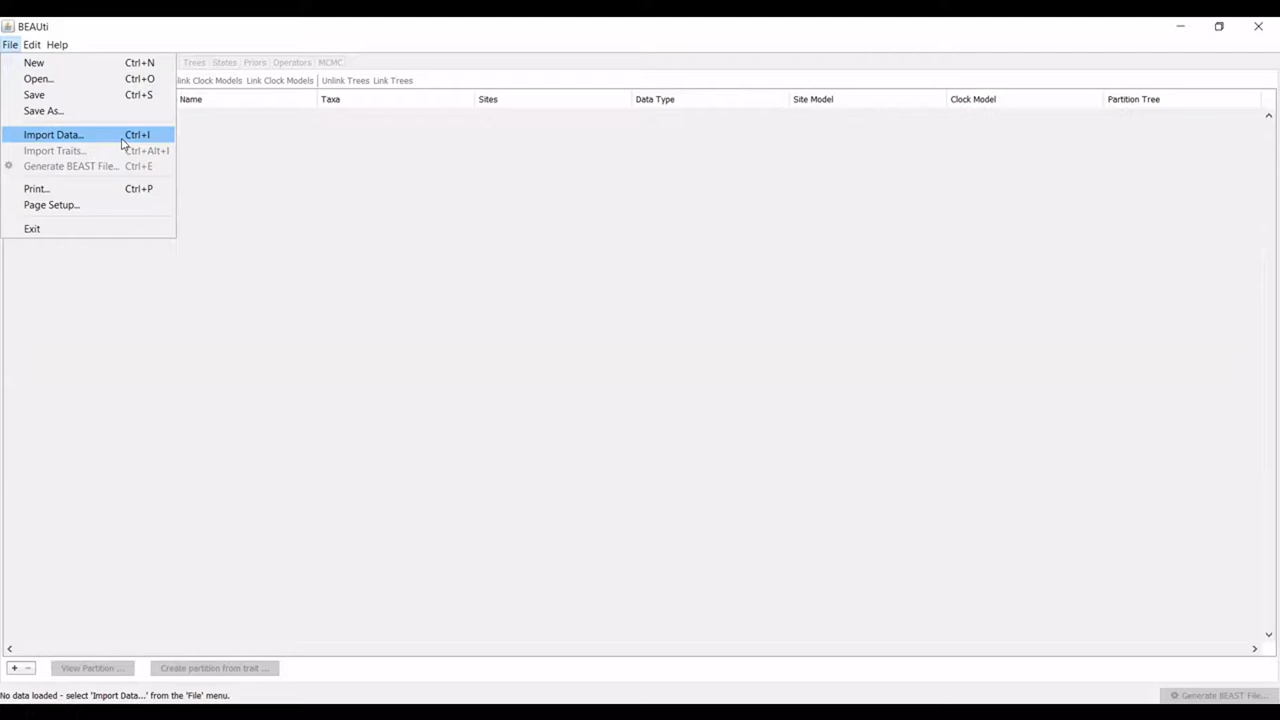 BEAUti
File Edit Help
New Ctrl+N
Open... Ctrl+O
Save Ctrl+S
Save As...
Import Data... Ctrl+I
Import Traits... Ctrl+Alt+I
Generate BEAST File... Ctrl+E
Print... Ctrl+P
Page Setup...
Exit
Trees States Priors Operators MCMC
link Clock Models Link Clock Models Unlink Trees Link Trees
Name Taxa Sites Data Type Site Model Clock Model Partition Tree
+ - View Partition ... Create partition from trait ...
No data loaded - select 'Import Data...' from the 'File' menu. Generate BEAST File...